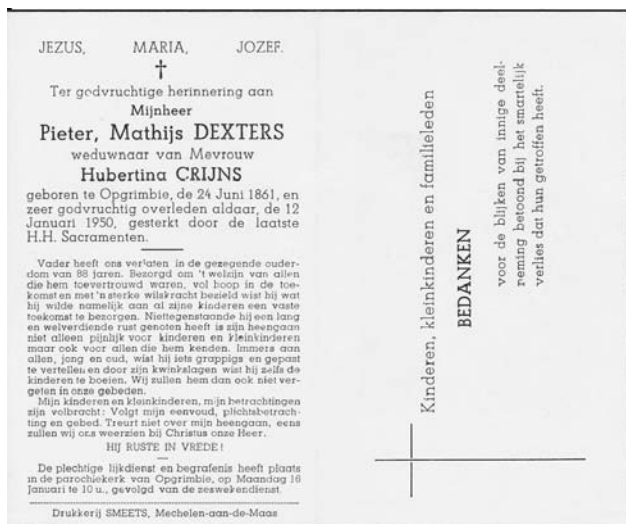 JEZUS, MARIA, JOZEF.
Ter godvruchtige herinnering aan
Mijnheer
Pieter, Mathijs DEXTERS
weduwnaar van Mevrouw
Hubertina CRIJNS
geboren te Opgrimbie, de 24 Juni 1861, en
zeer godvruchtig overleden aldaar, de 12
Januari 1950, gesterkt door de laatste
H.H. Sacramenten.
Vader heeft ons verlaten in de gezegende ouder-
dom van 88 jaren. Bezorgd om 't welzijn van allen
die hem toevertrouwd waren, vol hoop in de toe-
komst en met 'n sterke wilskracht bezield wist hij wat
hij wilde namelijk aan al zijne kinderen een vaste
toekomst te bezorgen. Niettegenstaande hij een lang
en welverdiende rust genoten heeft is zijn heengaan
niet alleen pijnlijk voor kinderen en kleinkinderen
maar ook voor allen die hem kenden. Immers aan
allen, jong en oud, wist hij iets grappigs en gepast
te vertellen en door zijn kwinkslagen wist hij zelfs de
kinderen te boeien. Wij zullen hem dan ook niet ver-
geten in onze gebeden.
Mijn kinderen en kleinkinderen, mijn betrachtingen
zijn volbracht: Volgt mijn eenvoud, plichtsbetrach-
ting en gebed. Treurt niet over mijn heengaan, eens
zullen wij ons weerzien bij Christus onze Heer.
HIJ RUSTE IN VREDE!
De plechtige lijkdienst en begrafenis heeft plaats
in de parochiekerk van Opgrimbie, op Maandag 16
Januari te 10 u., gevolgd van de zeswekendienst.
Drukkerij SMEETS, Mechelen-aan-de-Maas
Kinderen, kleinkinderen en familieleden
BEDANKEN
voor de blijken van innige deel-
neming betoond bij het smartelijk
verlies dat hun getroffen heeft.